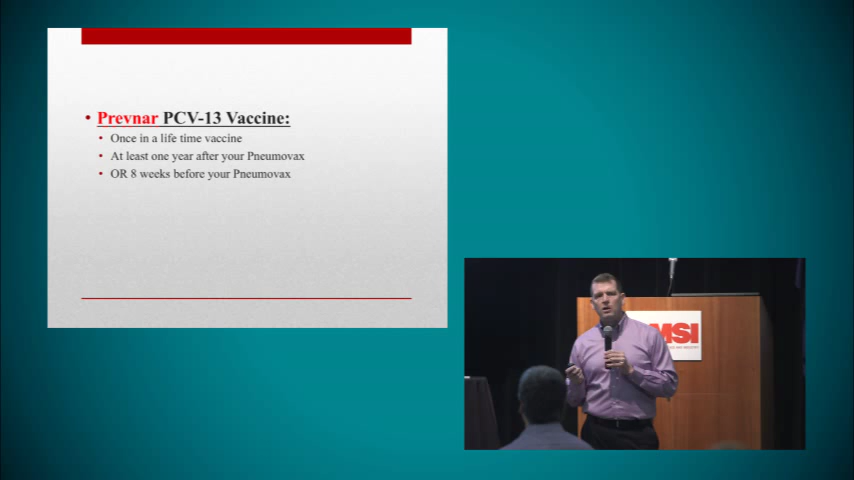 • Prevnar PCV-13 Vaccine:
• Once in a life time vaccine
• At least one year after your Pneumovax
• OR 8 weeks before your Pneumovax
MSI